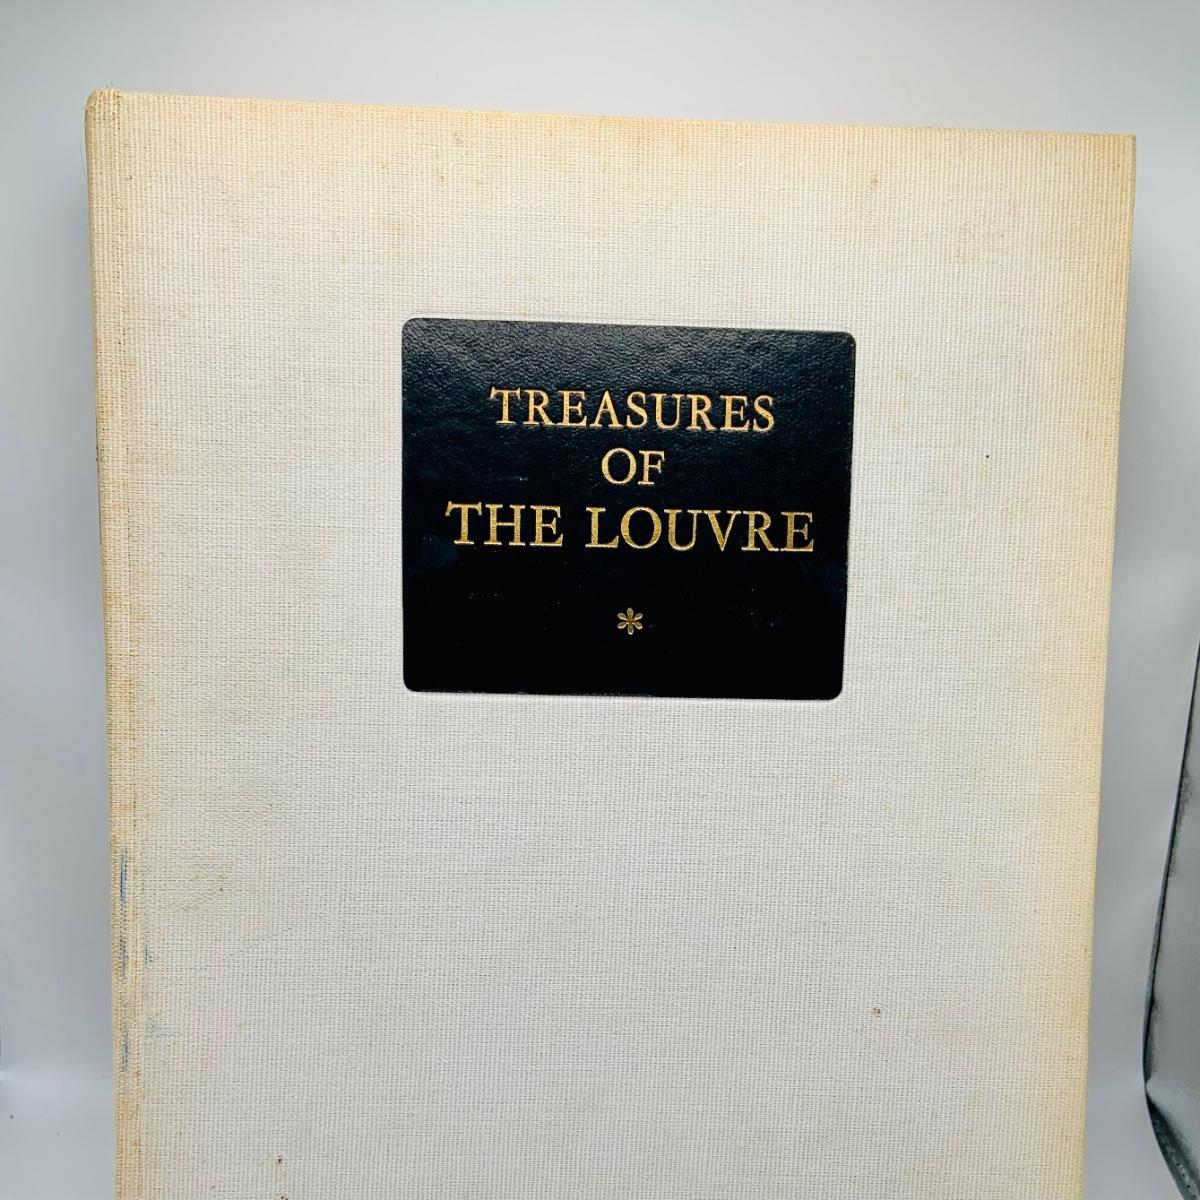 TREASURES
OF
THE LOUVRE